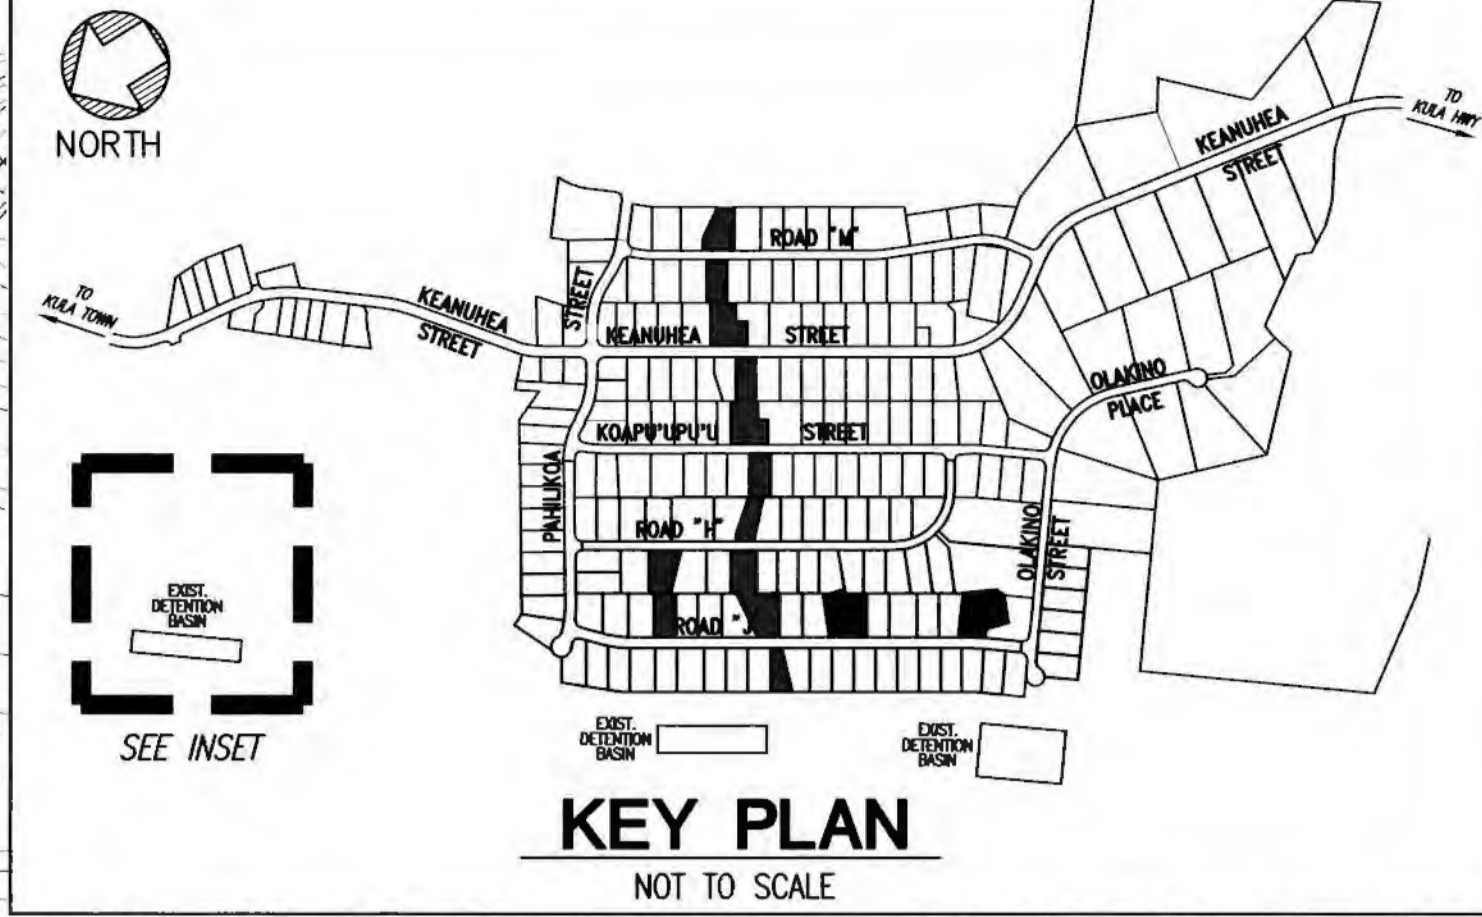 NORTH
TO
KULA HWY
KEANUHEA
STREET
ROAD "M"
TO
KULA TOWN
KEANUHEA
STREET
STREET
KEANUHEA STREET
OLAKINO
PLACE
KOAPU'UPU'U STREET
PAHILIKOA
ROAD "H"
OLAKINO
STREET
EXIST.
DETENTION
BASIN
ROAD "J
SEE INSET
EXIST.
DETENTION
BASIN
EXIST.
DETENTION
BASIN
KEY PLAN
NOT TO SCALE